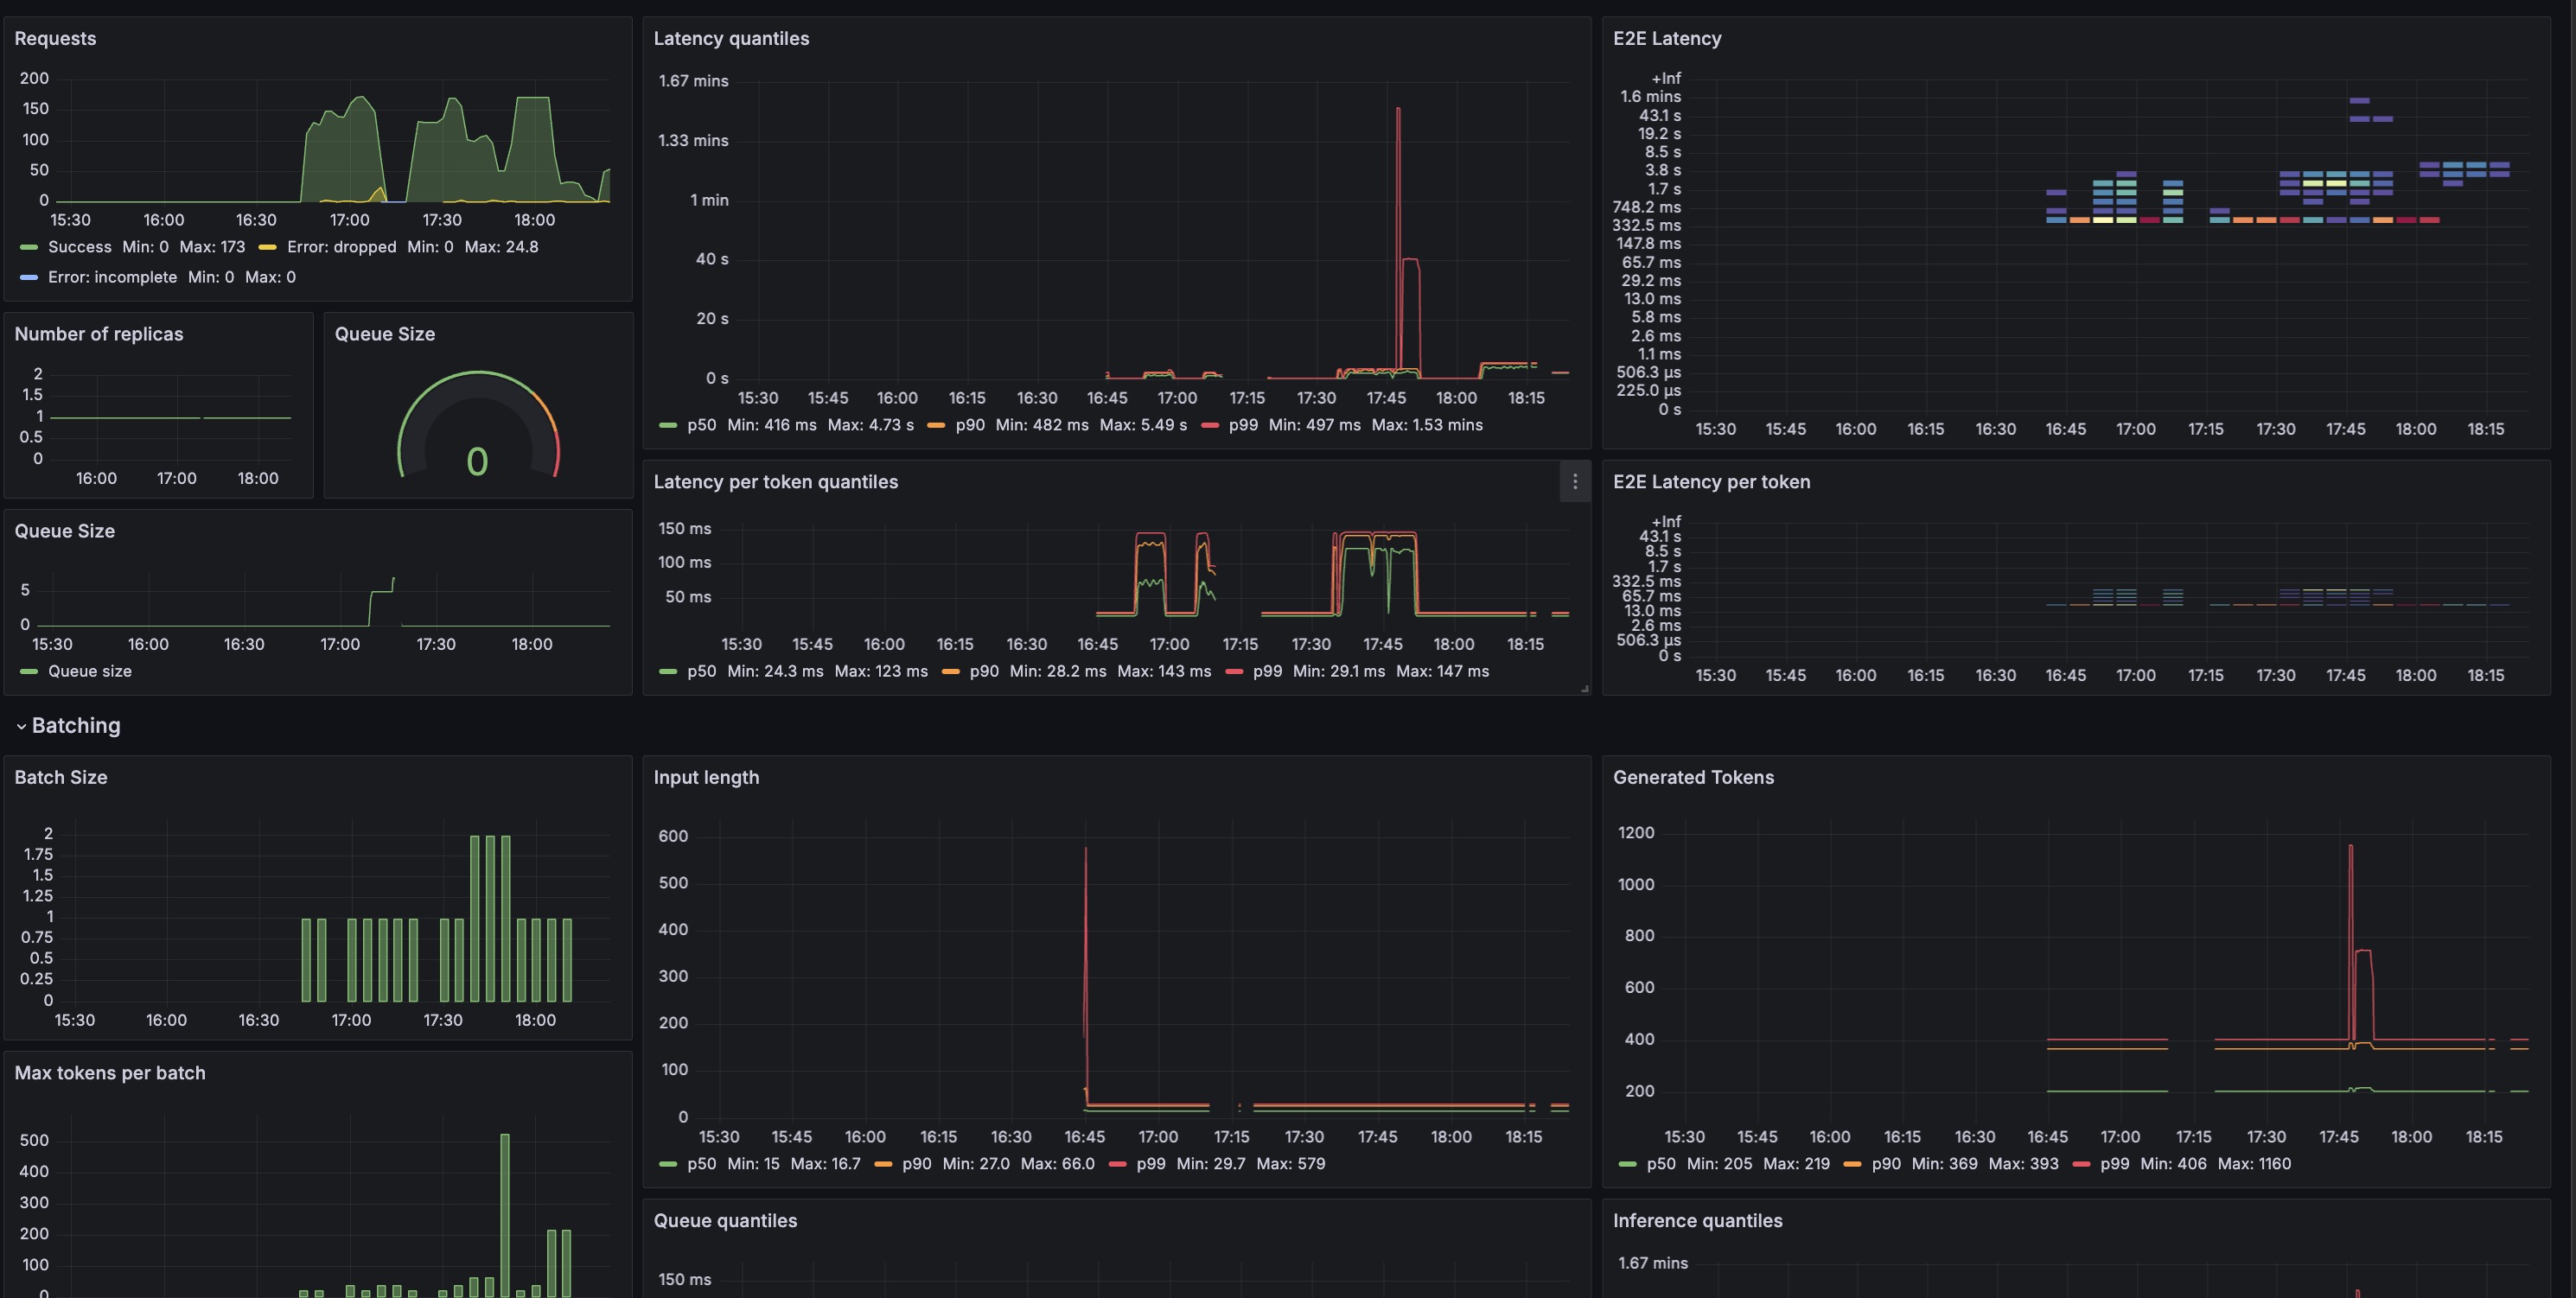 Requests
200
150
100
50
0
15:30 16:00 16:30 17:00 17:30 18:00
Success Min: 0 Max: 173 Error: dropped Min: 0 Max: 24.8
Error: incomplete Min: 0 Max: 0
Number of replicas
2
1.5
1
0.5
0
16:00 17:00 18:00
Queue Size
0
Queue Size
5
0
15:30 16:00 16:30 17:00 17:30 18:00
Queue size
Latency quantiles
1.67 mins
1.33 mins
1 min
40 s
20 s
0 s
15:30 15:45 16:00 16:15 16:30 16:45 17:00 17:15 17:30 17:45 18:00 18:15
p50 Min: 416 ms Max: 4.73 s p90 Min: 482 ms Max: 5.49 s p99 Min: 497 ms Max: 1.53 mins
Latency per token quantiles
150 ms
100 ms
50 ms
15:30 15:45 16:00 16:15 16:30 16:45 17:00 17:15 17:30 17:45 18:00 18:15
p50 Min: 24.3 ms Max: 123 ms p90 Min: 28.2 ms Max: 143 ms p99 Min: 29.1 ms Max: 147 ms
E2E Latency
+Inf
1.6 mins
43.1 s
19.2 s
8.5 s
3.8 s
1.7 s
748.2 ms
332.5 ms
147.8 ms
65.7 ms
29.2 ms
13.0 ms
5.8 ms
2.6 ms
1.1 ms
506.3 µs
225.0 µs
0 s
15:30 15:45 16:00 16:15 16:30 16:45 17:00 17:15 17:30 17:45 18:00 18:15
E2E Latency per token
+Inf
43.1 s
8.5 s
1.7 s
332.5 ms
65.7 ms
13.0 ms
2.6 ms
506.3 µs
0 s
15:30 15:45 16:00 16:15 16:30 16:45 17:00 17:15 17:30 17:45 18:00 18:15
Batching
Batch Size
2
1.75
1.5
1.25
1
0.75
0.5
0.25
0
15:30 16:00 16:30 17:00 17:30 18:00
Max tokens per batch
500
400
300
200
100
0
Input length
600
500
400
300
200
100
0
15:30 15:45 16:00 16:15 16:30 16:45 17:00 17:15 17:30 17:45 18:00 18:15
p50 Min: 15 Max: 16.7 p90 Min: 27.0 Max: 66.0 p99 Min: 29.7 Max: 579
Queue quantiles
150 ms
Generated Tokens
1200
1000
800
600
400
200
15:30 15:45 16:00 16:15 16:30 16:45 17:00 17:15 17:30 17:45 18:00 18:15
p50 Min: 205 Max: 219 p90 Min: 369 Max: 393 p99 Min: 406 Max: 1160
Inference quantiles
1.67 mins